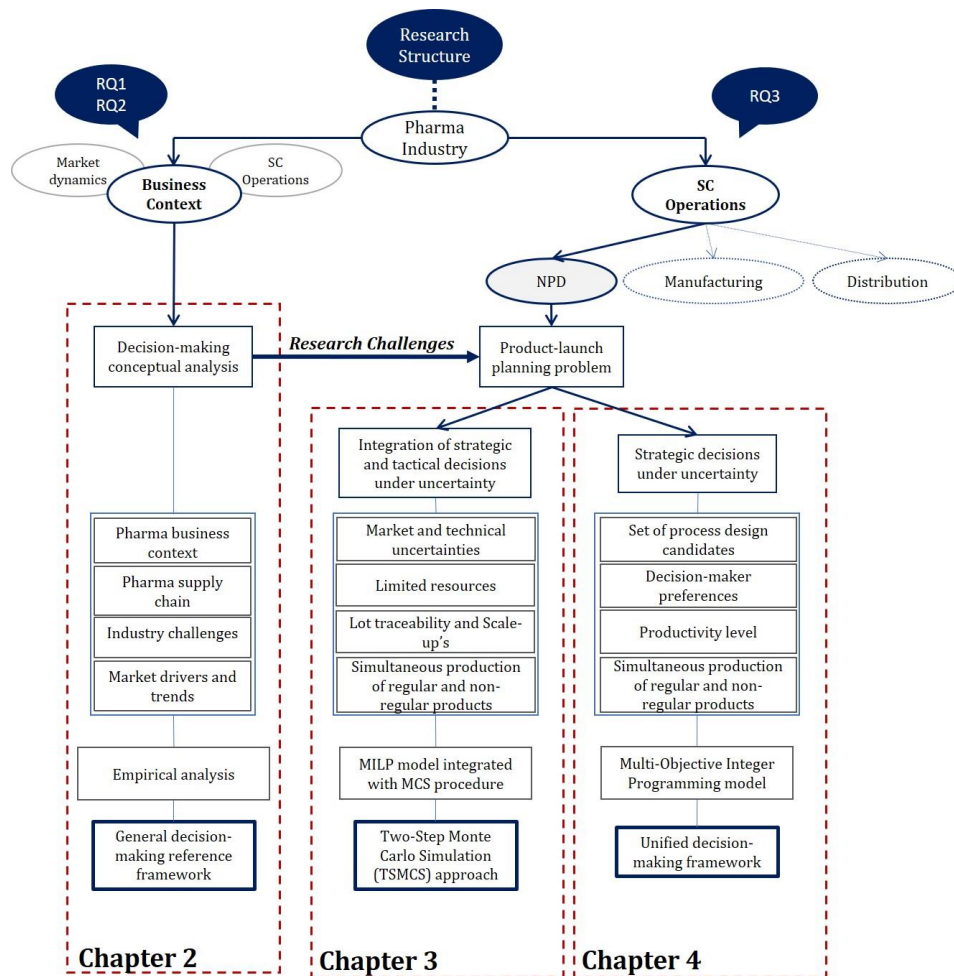 Research
Structure
RQ1
RQ2
RQ3
Pharma
Industry
Market
dynamics
SC
Operations
Business
Context
SC
Operations
NPD
Manufacturing
Distribution
Decision-making
conceptual analysis
Research Challenges
Product-launch
planning problem
Integration of strategic
and tactical decisions
under uncertainty
Strategic decisions
under uncertainty
Pharma business
context
Pharma supply
chain
Industry challenges
Market drivers and
trends
Market and technical
uncertainties
Limited resources
Lot traceability and Scale-
up’s
Simultaneous production
of regular and non-
regular products
Set of process design
candidates
Decision-maker
preferences
Productivity level
Simultaneous production
of regular and non-
regular products
Empirical analysis
MILP model integrated
with MCS procedure
Multi-Objective Integer
Programming model
General decision-
making reference
framework
Two-Step Monte
Carlo Simulation
(TSMCS) approach
Unified decision-
making framework
Chapter 2
Chapter 3
Chapter 4